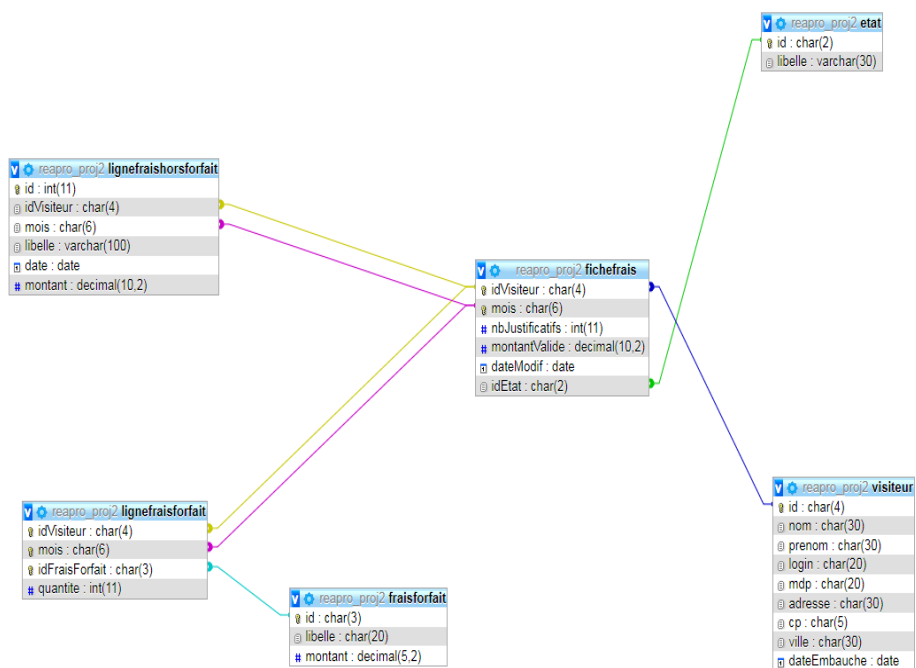 reapro_proj2 etat
id : char(2)
libelle : varchar(30)
reapro_proj2 lignefraishorsforfait
id : int(11)
idVisiteur : char(4)
mois : char(6)
libelle : varchar(100)
date : date
montant : decimal(10,2)
reapro_proj2 fichefrais
idVisiteur : char(4)
mois : char(6)
nbJustificatifs : int(11)
montantValide : decimal(10,2)
dateModif : date
idEtat : char(2)
reapro_proj2 visiteur
id : char(4)
nom : char(30)
prenom : char(30)
login : char(20)
mdp : char(20)
adresse : char(30)
cp : char(5)
ville : char(30)
dateEmbauche : date
reapro_proj2 lignefraisforfait
idVisiteur : char(4)
mois : char(6)
idFraisForfait : char(3)
# quantite : int(11)
reapro_proj2 fraisforfait
id : char(3)
libelle : char(20)
# montant : decimal(5,2)